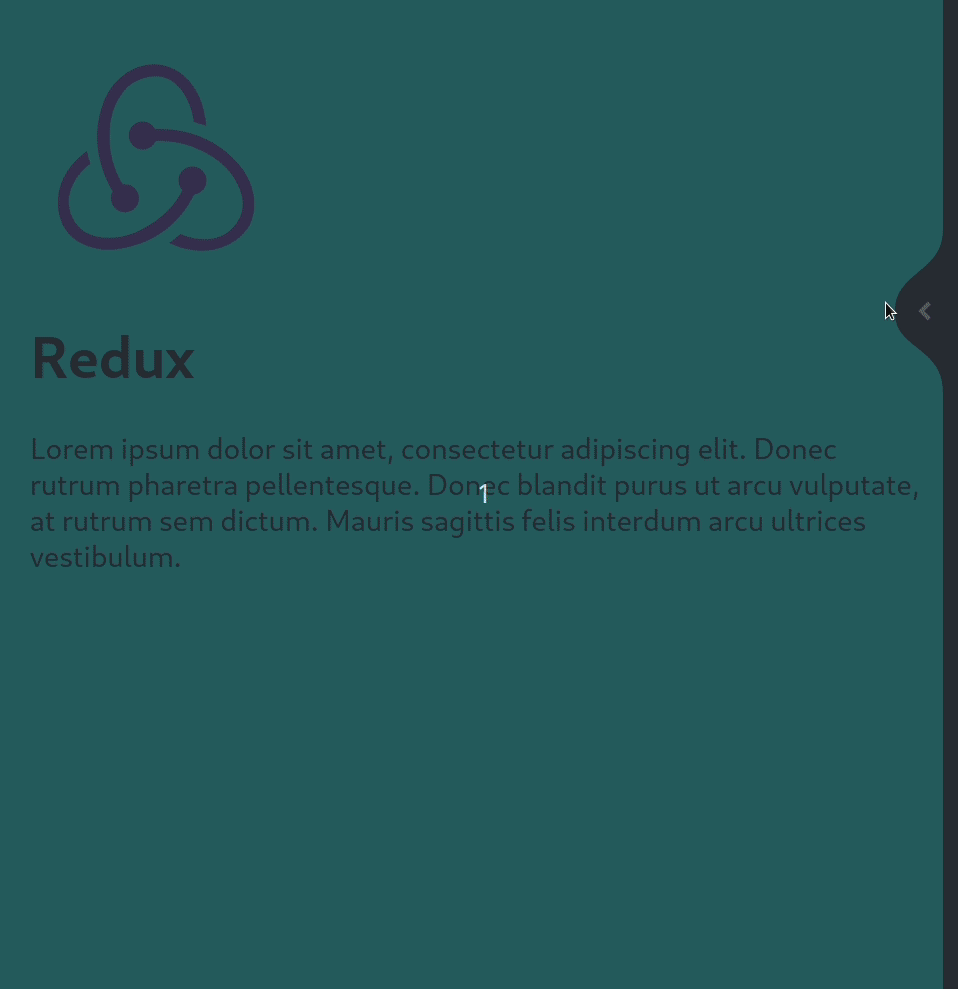 Redux
Lorem ipsum dolor sit amet, consectetur adipiscing elit. Donec
rutrum pharetra pellentesque. Donec blandit purus ut arcu vulputate,
1
at rutrum sem dictum. Mauris sagittis felis interdum arcu ultrices
vestibulum.